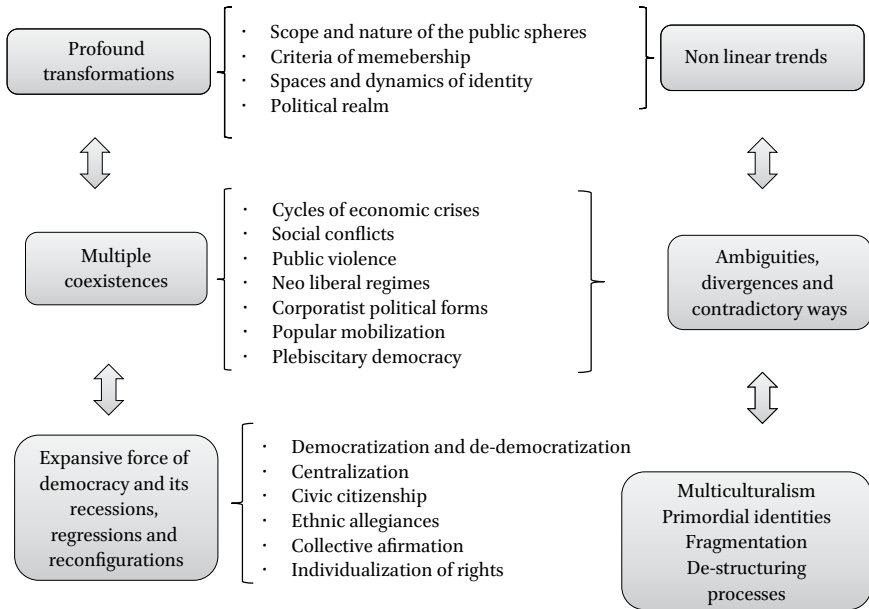 Profound
transformations
· Scope and nature of the public spheres
· Criteria of memebership
· Spaces and dynamics of identity
· Political realm
Non linear trends
Multiple
coexistences
· Cycles of economic crises
· Social conflicts
· Public violence
· Neo liberal regimes
· Corporatist political forms
· Popular mobilization
· Plebiscitary democracy
Ambiguities,
divergences and
contradictory ways
Expansive force of
democracy and its
recessions,
regressions and
reconfigurations
· Democratization and de-democratization
· Centralization
· Civic citizenship
· Ethnic allegiances
· Collective afirmation
· Individualization of rights
Multiculturalism
Primordial identities
Fragmentation
De-structuring
processes